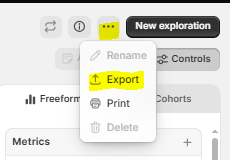 New exploration
Rename
Controls
Export
Print
Freeform
Cohorts
Delete
Metrics